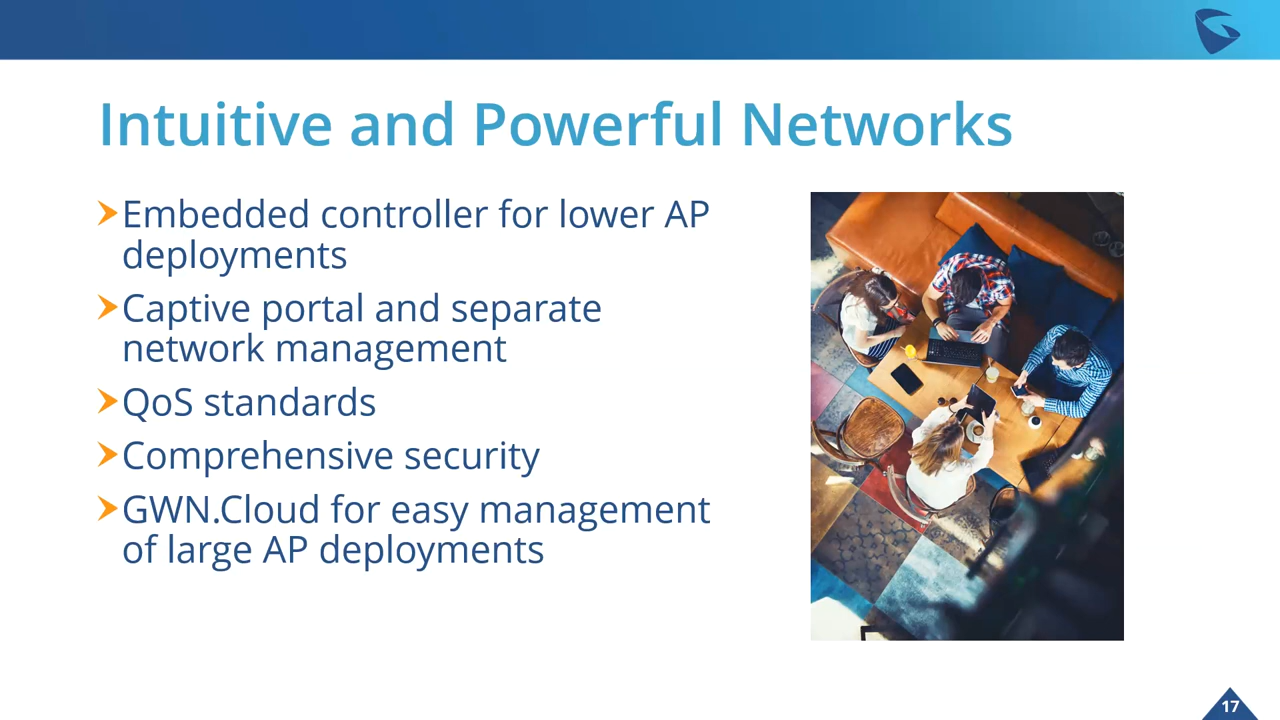 Intuitive and Powerful Networks
Embedded controller for lower AP
deployments
Captive portal and separate
network management
QoS standards
Comprehensive security
GWN.Cloud for easy management
of large AP deployments
17